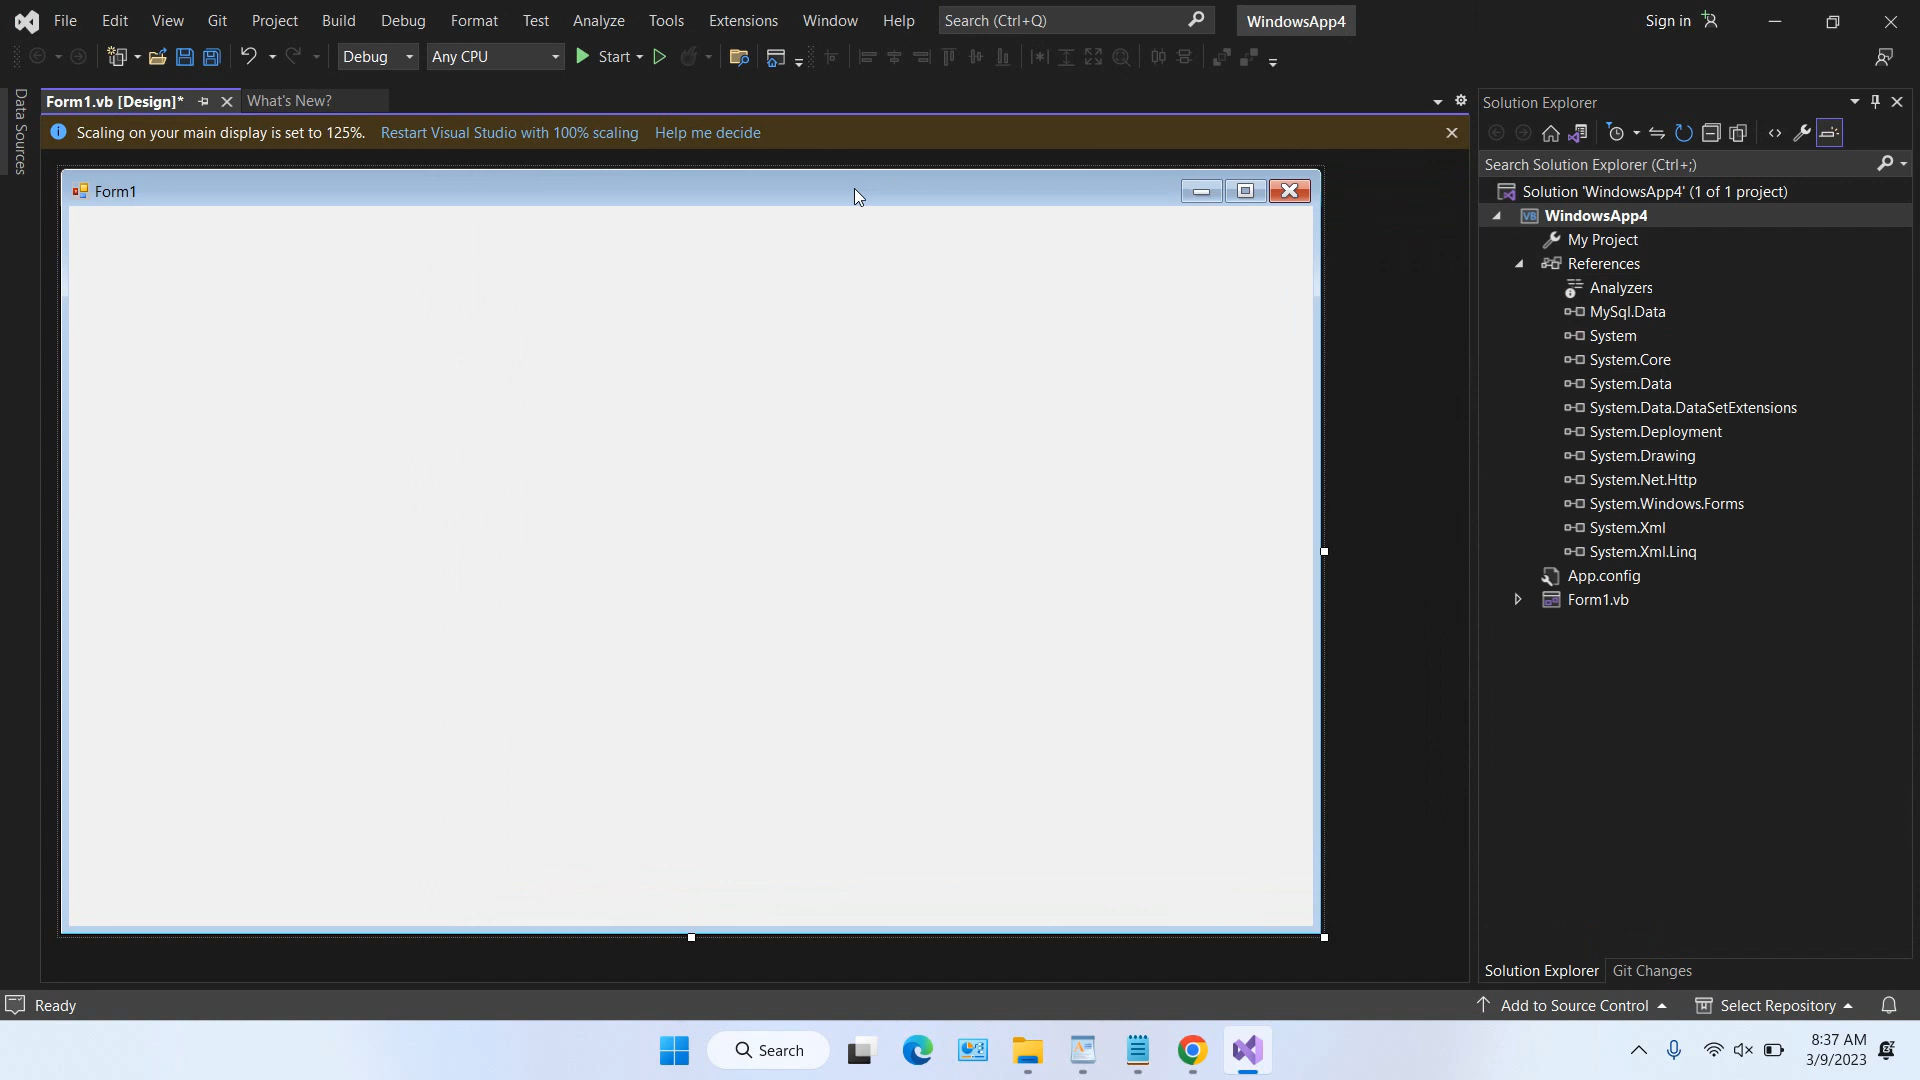 File Edit View Git Project Build Debug Format Test Analyze Tools Extensions Window Help Search (Ctrl+Q) WindowsApp4 Sign in
Debug Any CPU Start
Data Sources
Form1.vb [Design]* What's New?
Scaling on your main display is set to 125%. Restart Visual Studio with 100% scaling Help me decide
Form1
Solution Explorer
Search Solution Explorer (Ctrl+;)
Solution 'WindowsApp4' (1 of 1 project)
VB WindowsApp4
My Project
References
Analyzers
MySql.Data
System
System.Core
System.Data
System.Data.DataSetExtensions
System.Deployment
System.Drawing
System.Net.Http
System.Windows.Forms
System.Xml
System.Xml.Linq
App.config
Form1.vb
Solution Explorer Git Changes
Ready Add to Source Control Select Repository
Search
8:37 AM
3/9/2023